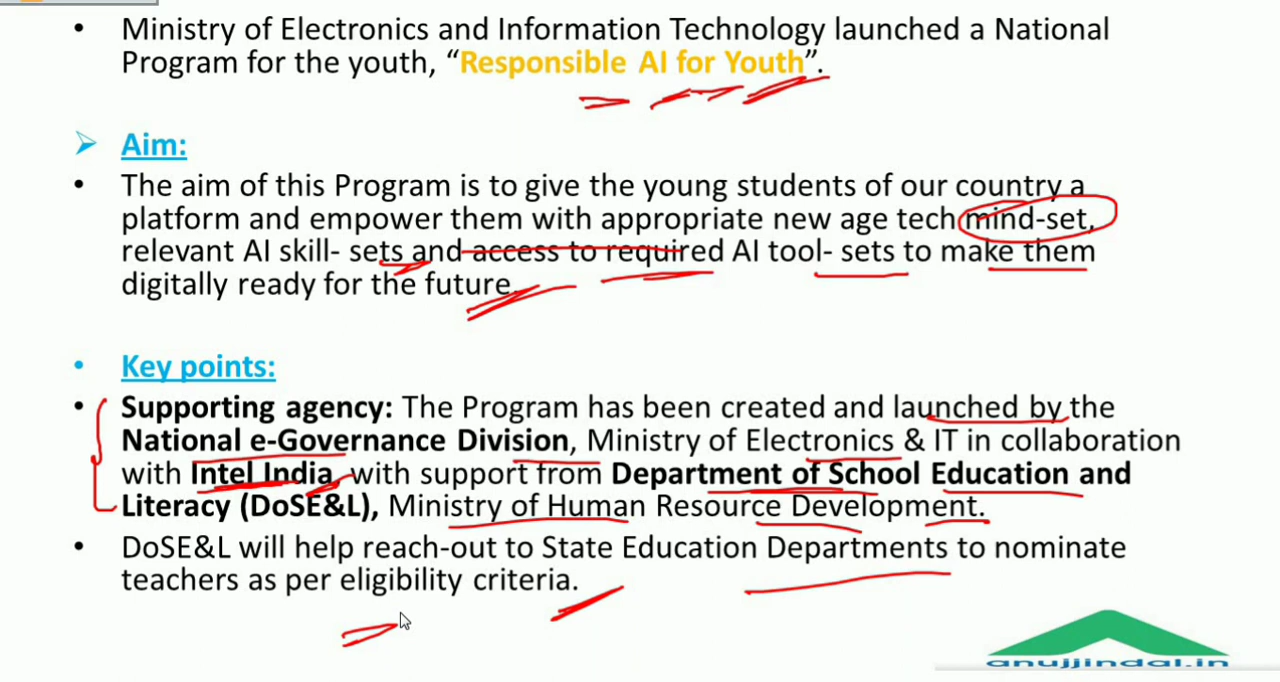 • Ministry of Electronics and Information Technology launched a National
Program for the youth, “Responsible AI for Youth”.
➢ Aim:
• The aim of this Program is to give the young students of our country a
platform and empower them with appropriate new age tech mind-set,
relevant AI skill- sets and access to required AI tool- sets to make them
digitally ready for the future.
• Key points:
• Supporting agency: The Program has been created and launched by the
National e-Governance Division, Ministry of Electronics & IT in collaboration
with Intel India, with support from Department of School Education and
Literacy (DoSE&L), Ministry of Human Resource Development.
• DoSE&L will help reach-out to State Education Departments to nominate
teachers as per eligibility criteria.
anujjindal.in